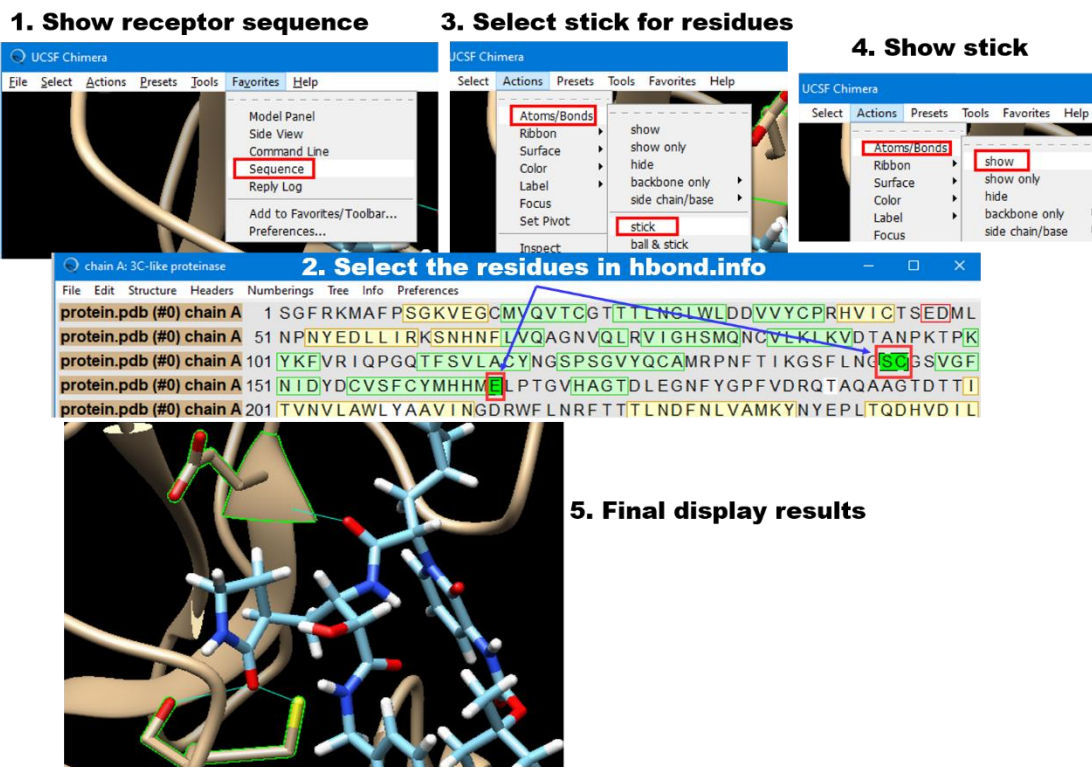 1. Show receptor sequence
3. Select stick for residues
4. Show stick
UCSF Chimera
File Select Actions Presets Tools Favorites Help
Model Panel
Side View
Command Line
Sequence
Reply Log
Add to Favorites/Toolbar...
Preferences...
UCSF Chimera
Select Actions Presets Tools Favorites Help
Atoms/Bonds
Ribbon
Surface
Color
Label
Focus
Set Pivot
Inspect
show
show only
hide
backbone only
side chain/base
stick
ball & stick
UCSF Chimera
Select Actions Presets Tools Favorites Help
Atoms/Bonds
Ribbon
Surface
Color
Label
Focus
show
show only
hide
backbone only
side chain/base
chain A: 3C-like proteinase
2. Select the residues in hbond.info
File Edit Structure Headers Numberings Tree Info Preferences
protein.pdb (#0) chain A 1 SGFRKMAFPSGKVEGCMVQVTCGTTTLNGLWLDDVVYCPRHVICTSEDML
protein.pdb (#0) chain A 51 NPNYEDLLIRKSNHNFLVQAGNVQLRVIGHSMQNCVLKLKVDTANPKTPK
protein.pdb (#0) chain A 101 YKFVRIQPGQTFSVLACYNGSPSGVYQCAMRPNFTIKGSFLNGSCGSVGF
protein.pdb (#0) chain A 151 NIDYDCVSFCYMHHMELPTGVHAGTDLEGNFYGPFVDRQTAQAAGTDTTI
protein.pdb (#0) chain A 201 TVNVLAWLYAAVINGDRWFLNRFTTTLNDFNLVAMKYNYEPLTQDHVDIL
5. Final display results